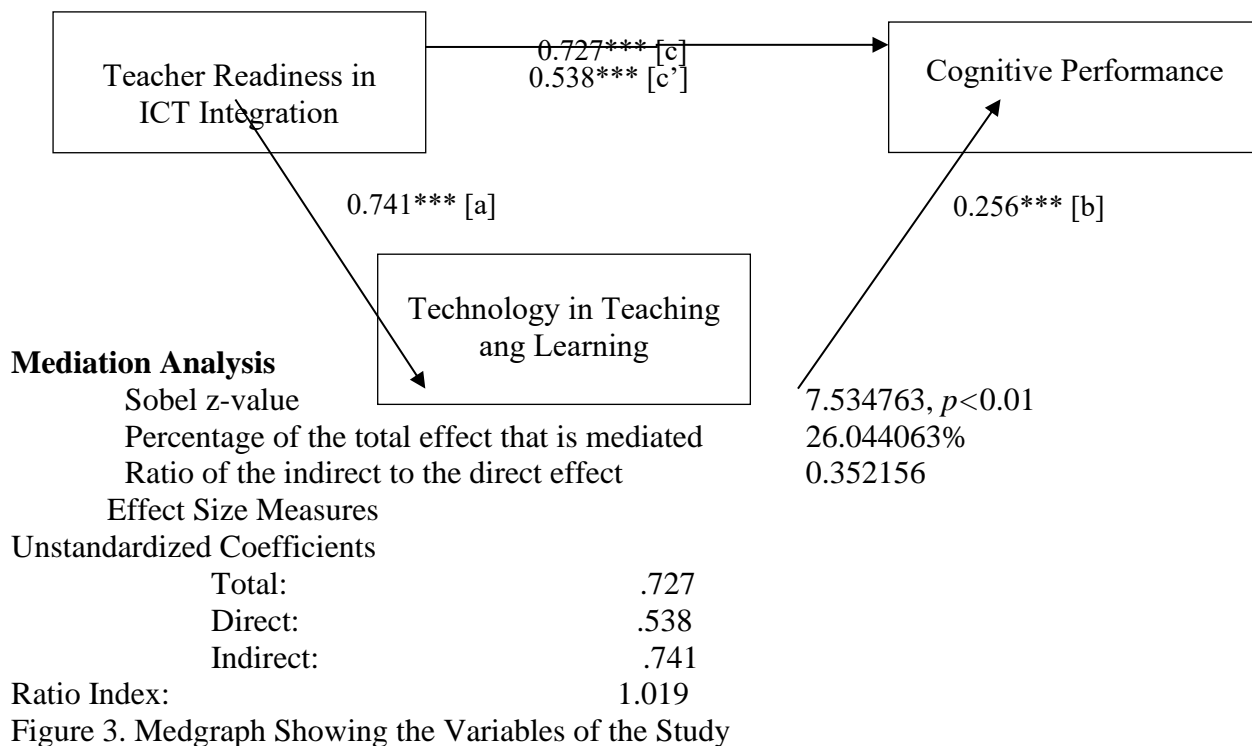 0.727*** [c]
0.538*** [c’]
Teacher Readiness in
ICT Integration
Cognitive Performance
0.741*** [a]
0.256*** [b]
Technology in Teaching
ang Learning
Mediation Analysis
Sobel z-value 7.534763, p<0.01
Percentage of the total effect that is mediated 26.044063%
Ratio of the indirect to the direct effect 0.352156
Effect Size Measures
Unstandardized Coefficients
Total: .727
Direct: .538
Indirect: .741
Ratio Index: 1.019
Figure 3. Medgraph Showing the Variables of the Study